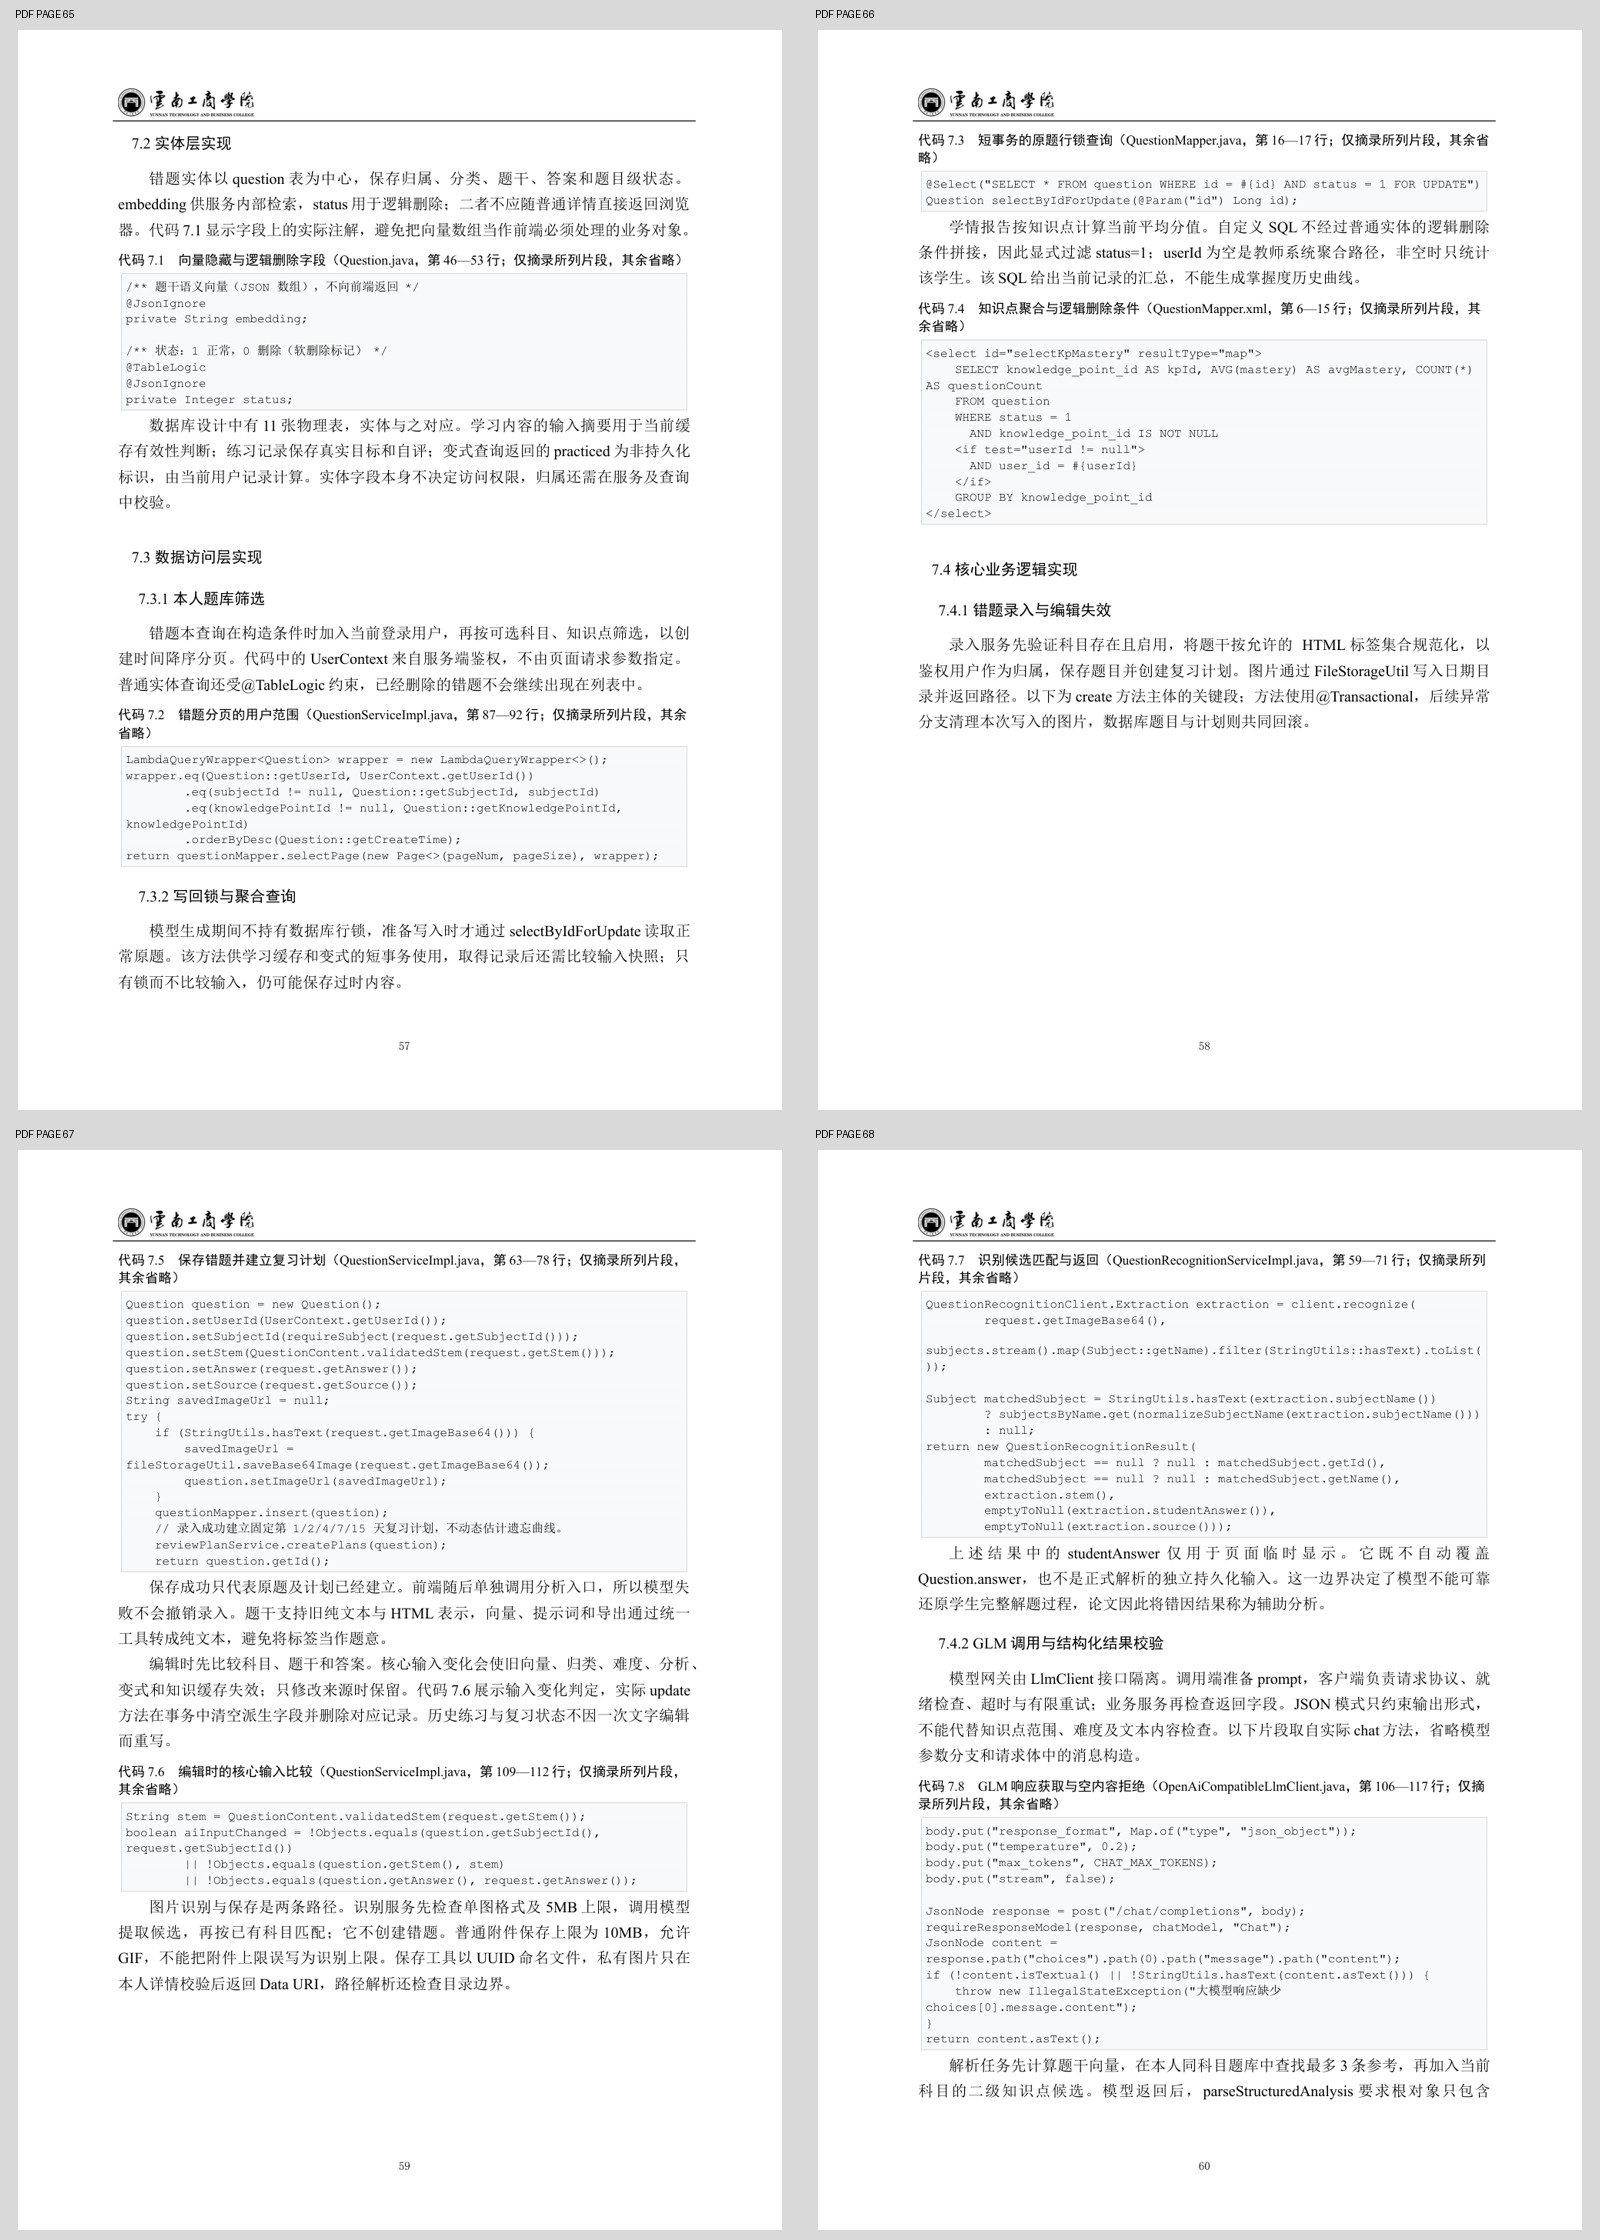 PDF PAGE 65
雲南工商學院
YUNNAN TECHNOLOGY AND BUSINESS COLLEGE
7.2 实体层实现
错题实体以 question 表为中心，保存归属、分类、题干、答案和题目级状态。
embedding 供服务内部检索，status 用于逻辑删除；二者不应随普通详情直接返回浏览
器。代码 7.1 显示字段上的实际注解，避免把向量数组当作前端必须处理的业务对象。
代码 7.1 向量隐藏与逻辑删除字段（Question.java，第 46—53 行；仅摘录所列片段，其余省略）
/** 题干语义向量（JSON 数组），不向前端返回 */
@JsonIgnore
private String embedding;
/** 状态：1 正常，0 删除（软删除标记） */
@TableLogic
@JsonIgnore
private Integer status;
数据库设计中有 11 张物理表，实体与之对应。学习内容的输入摘要用于当前缓
存有效性判断；练习记录保存真实目标和自评；变式查询返回的 practiced 为非持久化
标识，由当前用户记录计算。实体字段本身不决定访问权限，归属还需在服务及查询
中校验。
7.3 数据访问层实现
7.3.1 本人题库筛选
错题本查询在构造条件时加入当前登录用户，再按可选科目、知识点筛选，以创
建时间降序分页。代码中的 UserContext 来自服务端鉴权，不由页面请求参数指定。
普通实体查询还受@TableLogic 约束，已经删除的错题不会继续出现在列表中。
代码 7.2 错题分页的用户范围（QuestionServiceImpl.java，第 87—92 行；仅摘录所列片段，其余
省略）
LambdaQueryWrapper<Question> wrapper = new LambdaQueryWrapper<>();
wrapper.eq(Question::getUserId, UserContext.getUserId())
        .eq(subjectId != null, Question::getSubjectId, subjectId)
        .eq(knowledgePointId != null, Question::getKnowledgePointId,
knowledgePointId)
        .orderByDesc(Question::getCreateTime);
return questionMapper.selectPage(new Page<>(pageNum, pageSize), wrapper);
7.3.2 写回锁与聚合查询
模型生成期间不持有数据库行锁，准备写入时才通过 selectByIdForUpdate 读取正
常原题。该方法供学习缓存和变式的短事务使用，取得记录后还需比较输入快照；只
有锁而不比较输入，仍可能保存过时内容。
57
PDF PAGE 66
雲南工商學院
YUNNAN TECHNOLOGY AND BUSINESS COLLEGE
代码 7.3 短事务的原题行锁查询（QuestionMapper.java，第 16—17 行；仅摘录所列片段，其余省
略）
@Select("SELECT * FROM question WHERE id = #{id} AND status = 1 FOR UPDATE")
Question selectByIdForUpdate(@Param("id") Long id);
学情报告按知识点计算当前平均分值。自定义 SQL 不经过普通实体的逻辑删除
条件拼接，因此显式过滤 status=1；userId 为空是教师系统聚合路径，非空时只统计
该学生。该 SQL 给出当前记录的汇总，不能生成掌握度历史曲线。
代码 7.4 知识点聚合与逻辑删除条件（QuestionMapper.xml，第 6—15 行；仅摘录所列片段，其
余省略）
<select id="selectKpMastery" resultType="map">
    SELECT knowledge_point_id AS kpId, AVG(mastery) AS avgMastery, COUNT(*)
AS questionCount
    FROM question
    WHERE status = 1
      AND knowledge_point_id IS NOT NULL
    <if test="userId != null">
      AND user_id = #{userId}
    </if>
    GROUP BY knowledge_point_id
</select>
7.4 核心业务逻辑实现
7.4.1 错题录入与编辑失效
录入服务先验证科目存在且启用，将题干按允许的 HTML 标签集合规范化，以
鉴权用户作为归属，保存题目并创建复习计划。图片通过 FileStorageUtil 写入日期目
录并返回路径。以下为 create 方法主体的关键段；方法使用@Transactional，后续异常
分支清理本次写入的图片，数据库题目与计划则共同回滚。
58
PDF PAGE 67
雲南工商學院
YUNNAN TECHNOLOGY AND BUSINESS COLLEGE
代码 7.5 保存错题并建立复习计划（QuestionServiceImpl.java，第 63—78 行；仅摘录所列片段，
其余省略）
Question question = new Question();
question.setUserId(UserContext.getUserId());
question.setSubjectId(requireSubject(request.getSubjectId()));
question.setStem(QuestionContent.validatedStem(request.getStem()));
question.setAnswer(request.getAnswer());
question.setSource(request.getSource());
String savedImageUrl = null;
try {
    if (StringUtils.hasText(request.getImageBase64())) {
        savedImageUrl =
fileStorageUtil.saveBase64Image(request.getImageBase64());
        question.setImageUrl(savedImageUrl);
    }
    questionMapper.insert(question);
    // 录入成功建立固定第 1/2/4/7/15 天复习计划，不动态估计遗忘曲线。
    reviewPlanService.createPlans(question);
    return question.getId();
保存成功只代表原题及计划已经建立。前端随后单独调用分析入口，所以模型失
败不会撤销录入。题干支持旧纯文本与 HTML 表示，向量、提示词和导出通过统一
工具转成纯文本，避免将标签当作题意。
编辑时先比较科目、题干和答案。核心输入变化会使旧向量、归类、难度、分析、
变式和知识缓存失效；只修改来源时保留。代码 7.6 展示输入变化判定，实际 update
方法在事务中清空派生字段并删除对应记录。历史练习与复习状态不因一次文字编辑
而重写。
代码 7.6 编辑时的核心输入比较（QuestionServiceImpl.java，第 109—112 行；仅摘录所列片段，
其余省略）
String stem = QuestionContent.validatedStem(request.getStem());
boolean aiInputChanged = !Objects.equals(question.getSubjectId(),
request.getSubjectId())
        || !Objects.equals(question.getStem(), stem)
        || !Objects.equals(question.getAnswer(), request.getAnswer());
图片识别与保存是两条路径。识别服务先检查单图格式及 5MB 上限，调用模型
提取候选，再按已有科目匹配；它不创建错题。普通附件保存上限为 10MB，允许
GIF，不能把附件上限误写为识别上限。保存工具以 UUID 命名文件，私有图片只在
本人详情校验后返回 Data URI，路径解析还检查目录边界。
59
PDF PAGE 68
雲南工商學院
YUNNAN TECHNOLOGY AND BUSINESS COLLEGE
代码 7.7 识别候选匹配与返回（QuestionRecognitionServiceImpl.java，第 59—71 行；仅摘录所列
片段，其余省略）
QuestionRecognitionClient.Extraction extraction = client.recognize(
        request.getImageBase64(),
subjects.stream().map(Subject::getName).filter(StringUtils::hasText).toList(
));
Subject matchedSubject = StringUtils.hasText(extraction.subjectName())
        ? subjectsByName.get(normalizeSubjectName(extraction.subjectName()))
        : null;
return new QuestionRecognitionResult(
        matchedSubject == null ? null : matchedSubject.getId(),
        matchedSubject == null ? null : matchedSubject.getName(),
        extraction.stem(),
        emptyToNull(extraction.studentAnswer()),
        emptyToNull(extraction.source()));
上述结果中的 studentAnswer 仅用于页面临时显示。它既不自动覆盖
Question.answer，也不是正式解析的独立持久化输入。这一边界决定了模型不能可靠
还原学生完整解题过程，论文因此将错因结果称为辅助分析。
7.4.2 GLM 调用与结构化结果校验
模型网关由 LlmClient 接口隔离。调用端准备 prompt，客户端负责请求协议、就
绪检查、超时与有限重试；业务服务再检查返回字段。JSON 模式只约束输出形式，
不能代替知识点范围、难度及文本内容检查。以下片段取自实际 chat 方法，省略模型
参数分支和请求体中的消息构造。
代码 7.8 GLM 响应获取与空内容拒绝（OpenAiCompatibleLlmClient.java，第 106—117 行；仅摘
录所列片段，其余省略）
body.put("response_format", Map.of("type", "json_object"));
body.put("temperature", 0.2);
body.put("max_tokens", CHAT_MAX_TOKENS);
body.put("stream", false);
JsonNode response = post("/chat/completions", body);
requireResponseModel(response, chatModel, "Chat");
JsonNode content =
response.path("choices").path(0).path("message").path("content");
if (!content.isTextual() || !StringUtils.hasText(content.asText())) {
    throw new IllegalStateException("大模型响应缺少
choices[0].message.content");
}
return content.asText();
解析任务先计算题干向量，在本人同科目题库中查找最多 3 条参考，再加入当前
科目的二级知识点候选。模型返回后，parseStructuredAnalysis 要求根对象只包含
60